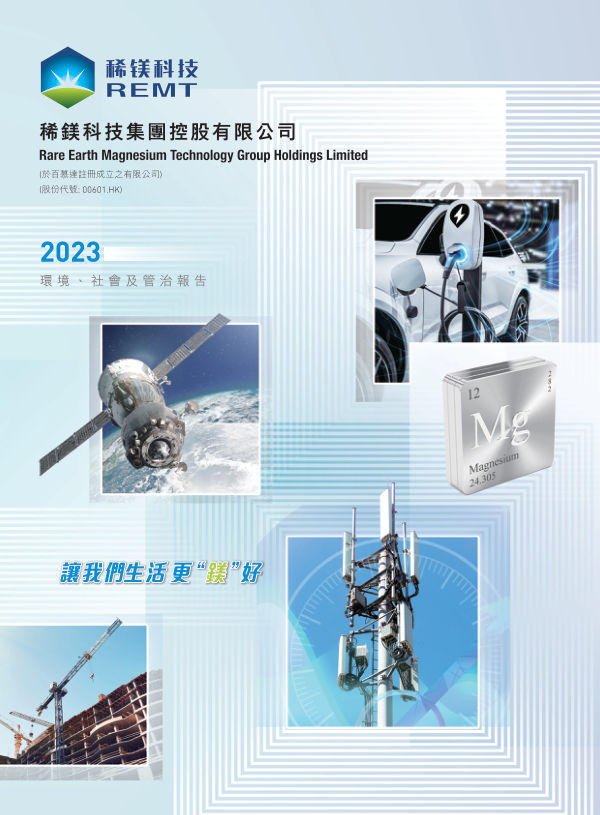 稀镁科技
REMT
稀鎂科技集團控股有限公司
Rare Earth Magnesium Technology Group Holdings Limited
(於百慕達註冊成立之有限公司)
(股份代號: 00601.HK)
2023
環境、社會及管治報告
12
2
8
2
Mg
Magnesium
24.305
讓我們生活更“鎂”好